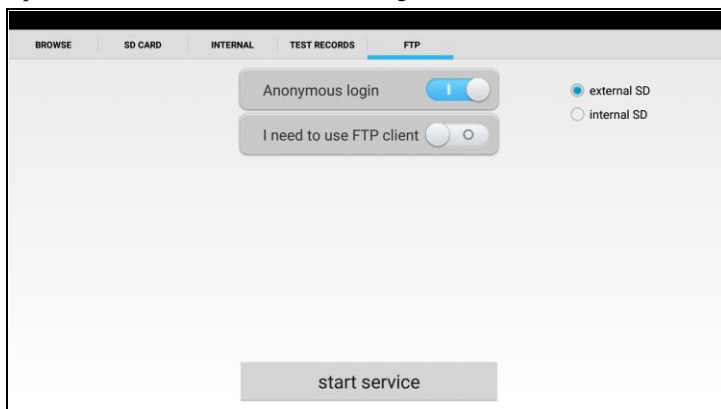 BROWSE SD CARD INTERNAL TEST RECORDS FTP
Anonymous login
external SD
internal SD
I need to use FTP client
start service